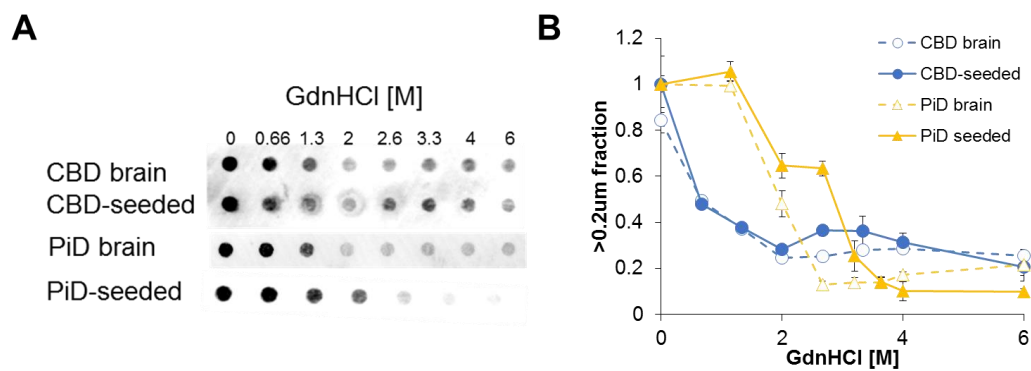 A
GdnHCl [M]
0 0.66 1.3 2 2.6 3.3 4 6
CBD brain
CBD-seeded
PiD brain
PiD-seeded
B
>0.2um fraction
1.2
1
0.8
0.6
0.4
0.2
0
0 2 4 6
GdnHCl [M]
CBD brain
CBD-seeded
PiD brain
PiD seeded